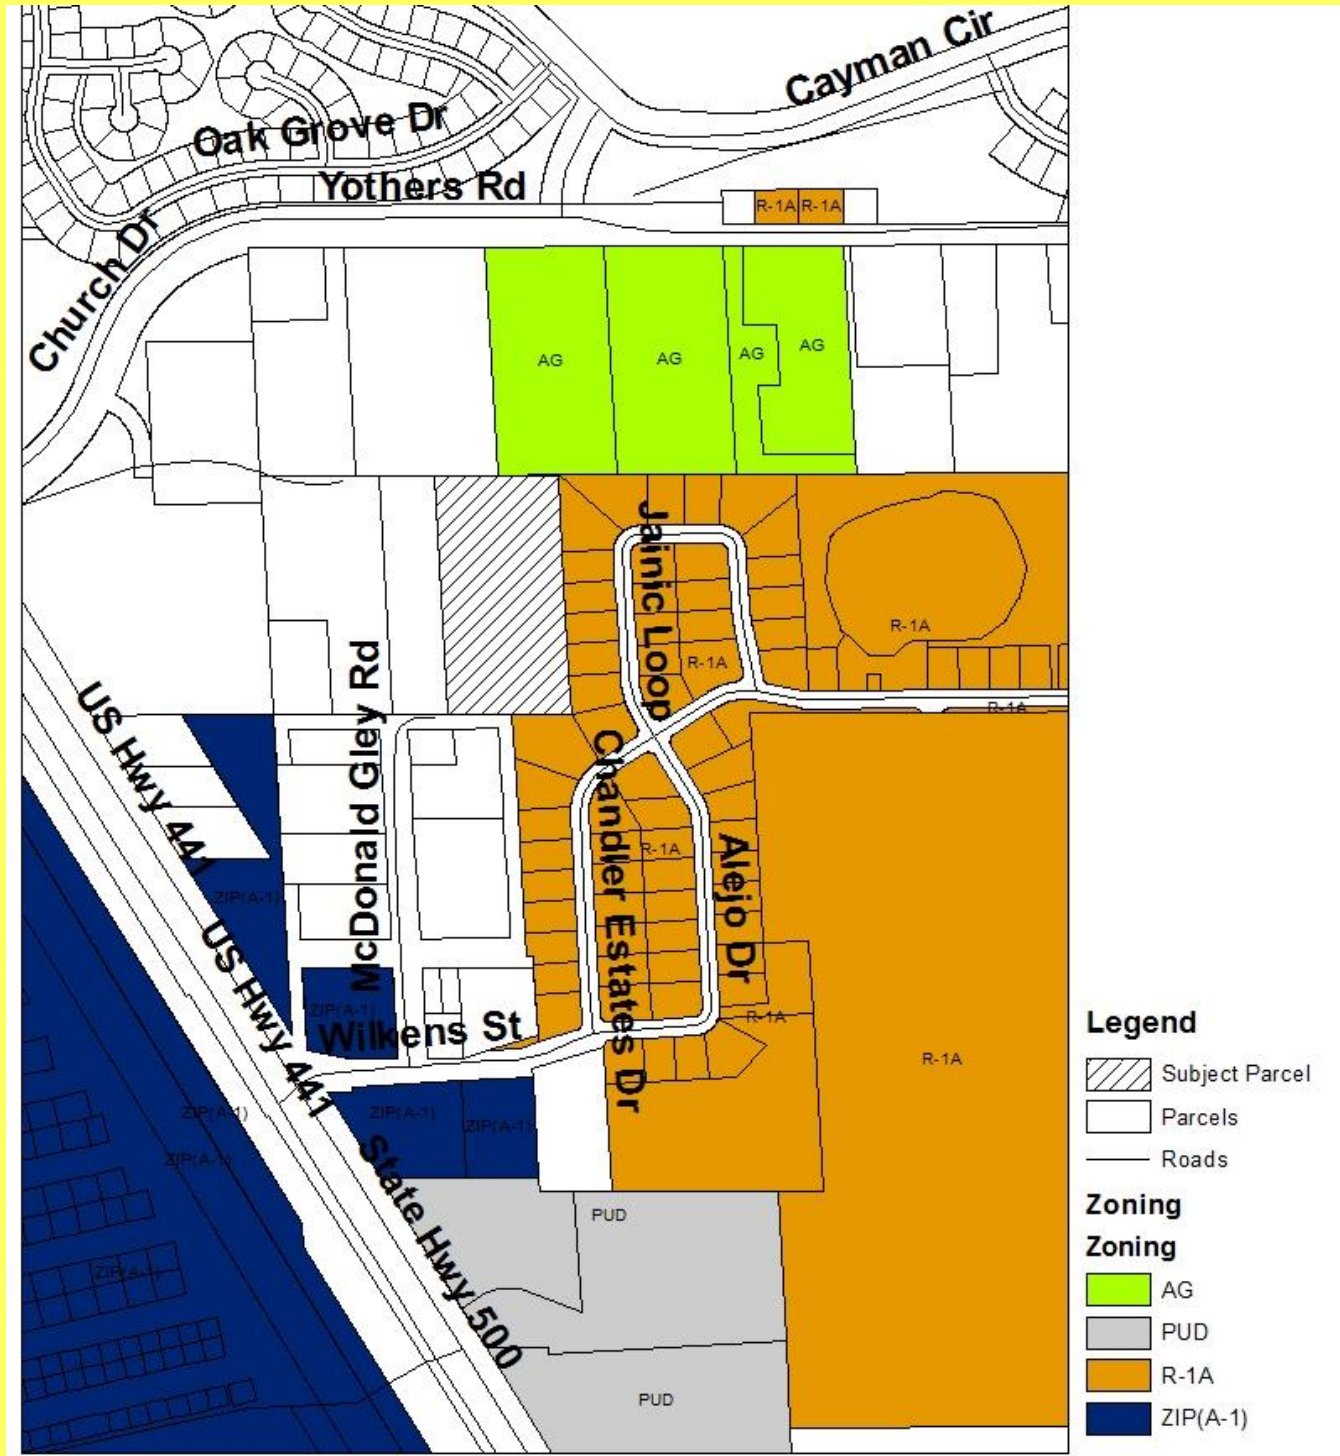 Cayman Cir
Oak Grove Dr
Yothers Rd
R-1A R-1A
Church Dr
AG
AG
AG
AG
Jainic Loop
R-1A
R-1A
R-1A
US Hwy 441
McDonald Gley Rd
Chandler Estates Dr
R-1A
Alejo Dr
ZIP(A-1)
US Hwy 441
ZIP(A-1)
Wilkens St
R-1A
R-1A
ZIP(A-1)
ZIP(A-1)
ZIP(A-1)
ZIP(A-1)
State Hwy 500
PUD
ZIP(A-1)
PUD
Legend
Subject Parcel
Parcels
Roads
Zoning
Zoning
AG
PUD
R-1A
ZIP(A-1)